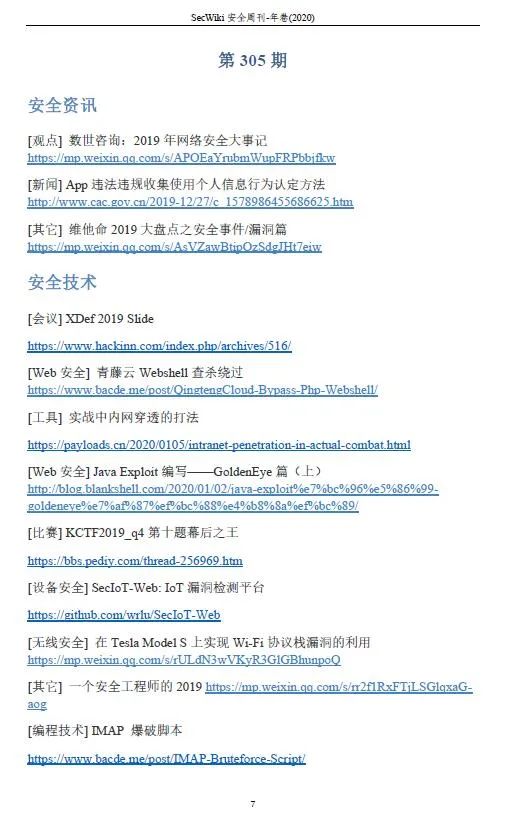 SecWiki 安全周刊-年卷(2020)
第 305 期
安全资讯
[观点] 数世咨询：2019 年网络安全大事记
https://mp.weixin.qq.com/s/APOEaYrubmWupFRPbbjfkw
[新闻] App 违法违规收集使用个人信息行为认定方法
http://www.cac.gov.cn/2019-12/27/c_1578986455686625.htm
[其它] 维他命 2019 大盘点之安全事件/漏洞篇
https://mp.weixin.qq.com/s/AsVZawBtipOzSdgJHt7eiw
安全技术
[会议] XDef 2019 Slide
https://www.hackinn.com/index.php/archives/516/
[Web 安全] 青藤云 Webshell 查杀绕过
https://www.bacde.me/post/QingtengCloud-Bypass-Php-Webshell/
[工具] 实战中内网穿透的打法
https://payloads.cn/2020/0105/intranet-penetration-in-actual-combat.html
[Web 安全] Java Exploit 编写——GoldenEye 篇（上）
http://blog.blankshell.com/2020/01/02/java-exploit%e7%bc%96%e5%86%99-
goldeneye%e7%af%87%ef%bc%88%e4%b8%8a%ef%bc%89/
[比赛] KCTF2019_q4 第十题幕后之王
https://bbs.pediy.com/thread-256969.htm
[设备安全] SecIoT-Web: IoT 漏洞检测平台
https://github.com/wrlu/SecIoT-Web
[无线安全] 在 Tesla Model S 上实现 Wi-Fi 协议栈漏洞的利用
https://mp.weixin.qq.com/s/rULdN3wVKyR3GlGBhunpoQ
[其它] 一个安全工程师的 2019 https://mp.weixin.qq.com/s/rr2f1RxFTjLSGlqxaG-
aog
[编程技术] IMAP 爆破脚本
https://www.bacde.me/post/IMAP-Bruteforce-Script/
7